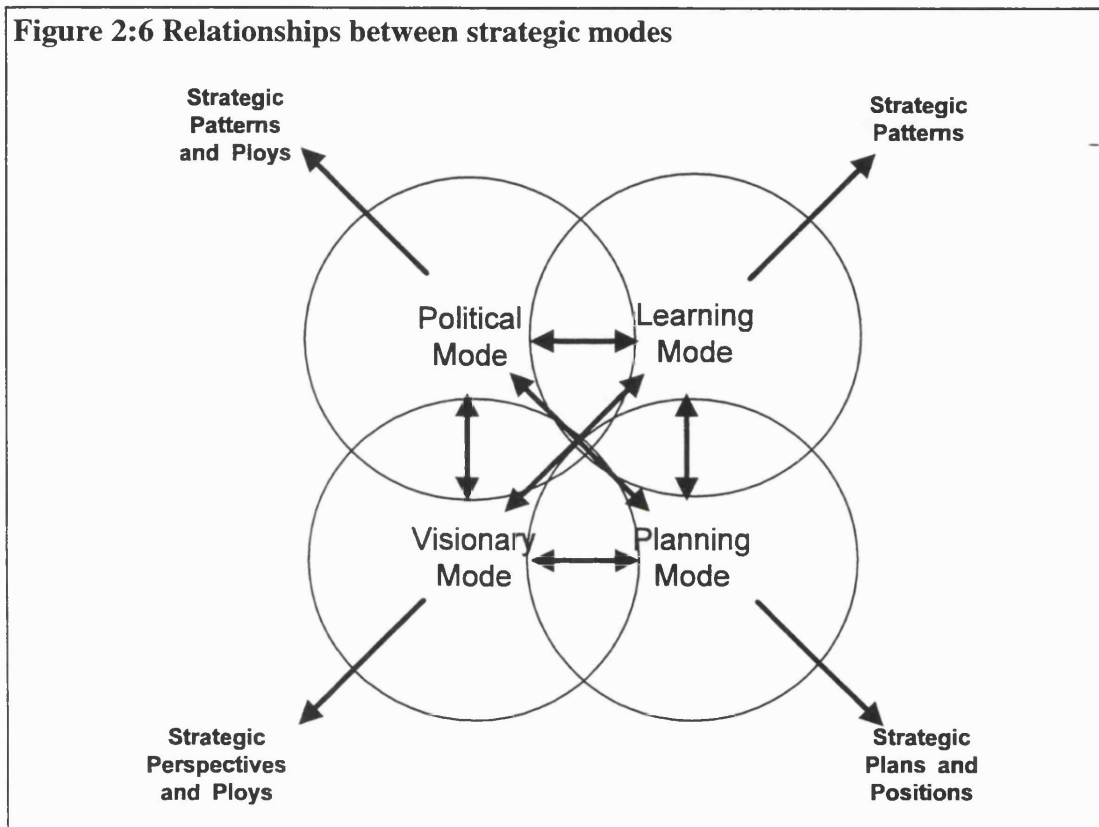 Figure 2:6 Relationships between strategic modes
Strategic
Patterns
and Ploys
Strategic
Patterns
Political
Mode
Learning
Mode
Visionary
Mode
Planning
Mode
Strategic
Perspectives
and Ploys
Strategic
Plans and
Positions